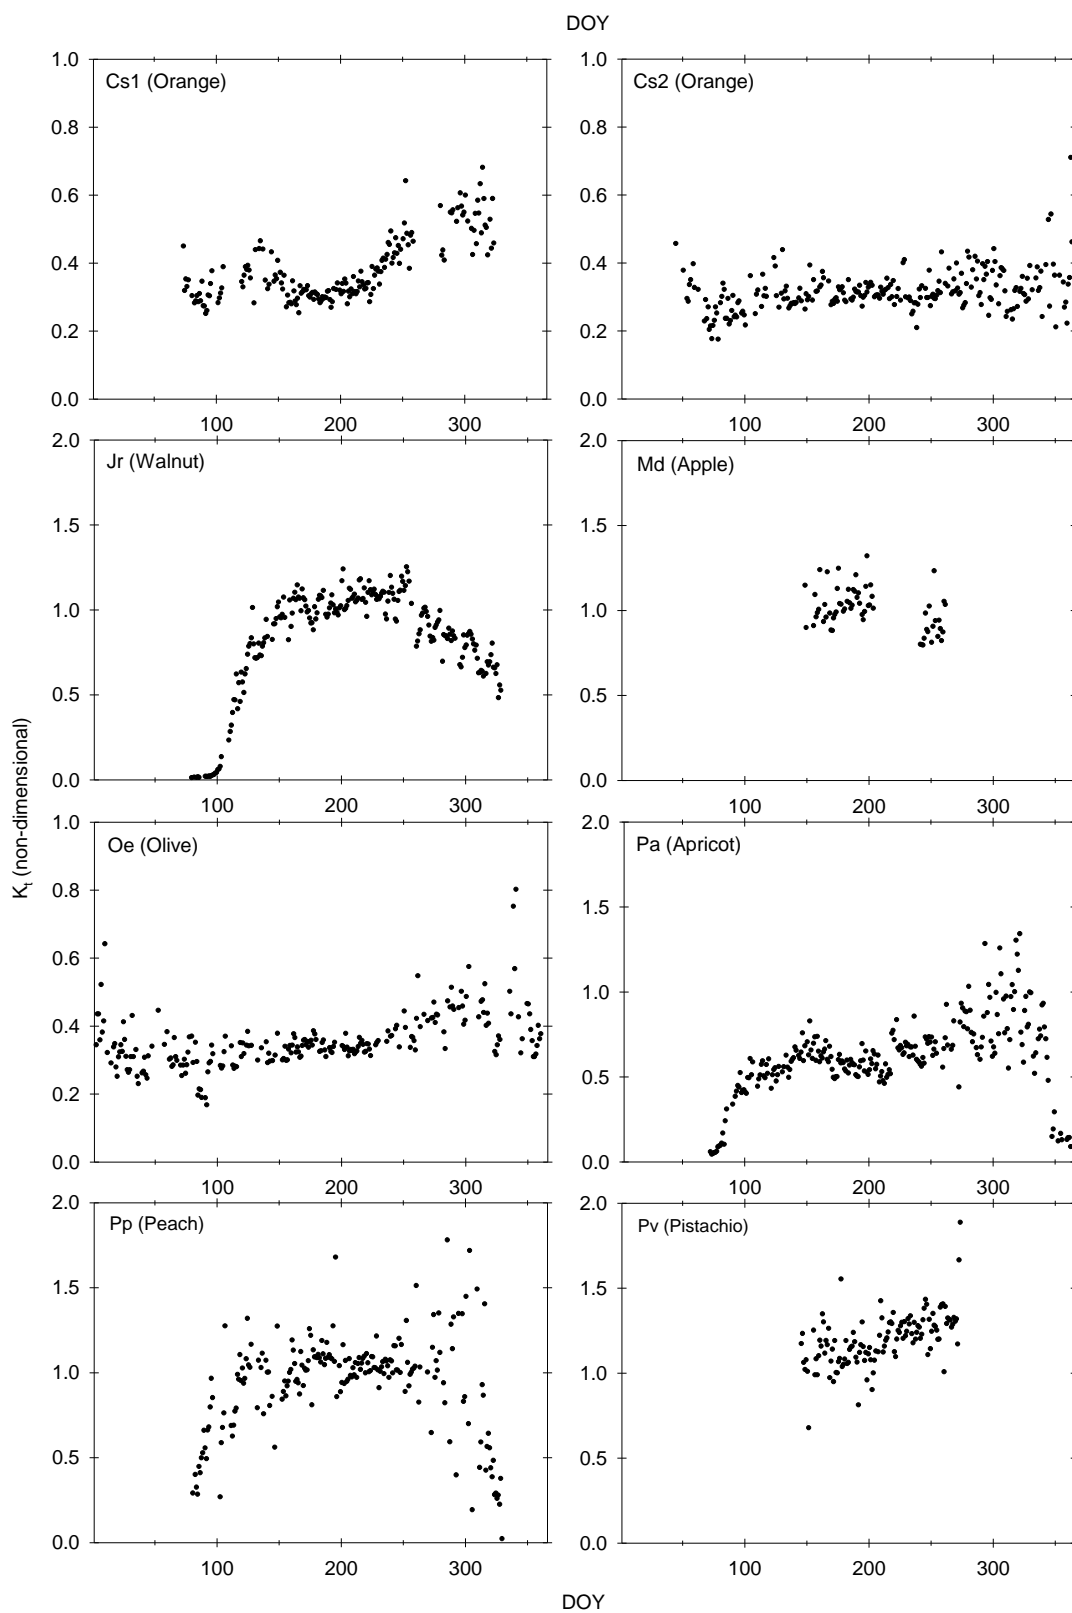 DOY
1.0 1.0
Cs1 (Orange) Cs2 (Orange)
0.8 0.8
0.6 0.6
0.4 0.4
0.2 0.2
0.0 0.0
100 200 300 100 200 300
2.0 2.0
Jr (Walnut) Md (Apple)
1.5 1.5
1.0 1.0
0.5 0.5
0.0 0.0
100 200 300 100 200 300
Kt (non-dimensional)
1.0 2.0
Oe (Olive) Pa (Apricot)
0.8 1.5
0.6 1.0
0.4 0.5
0.2
0.0 0.0
100 200 300 100 200 300
2.0 2.0
Pp (Peach) Pv (Pistachio)
1.5 1.5
1.0 1.0
0.5 0.5
0.0 0.0
100 200 300 100 200 300
DOY